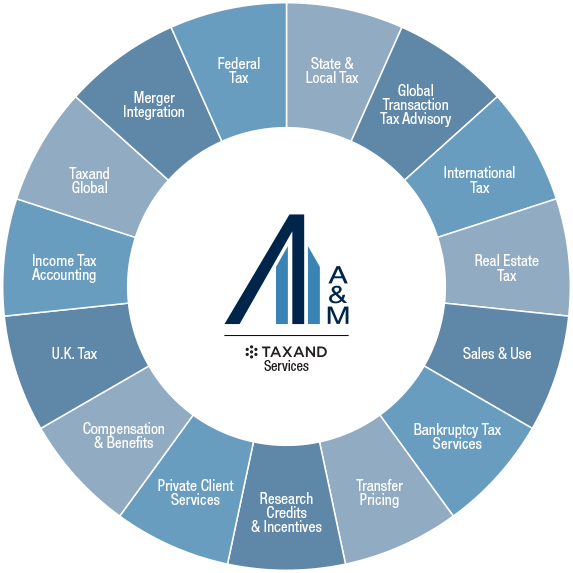 Federal
Tax
State &
Local Tax
Global
Transaction
Tax Advisory
International
Tax
Real Estate
Tax
Sales & Use
Bankruptcy Tax
Services
Transfer
Pricing
Research
Credits
& Incentives
Private Client
Services
Compensation
& Benefits
U.K. Tax
Income Tax
Accounting
Taxand
Global
Merger
Integration
A
&
M
TAXAND
Services